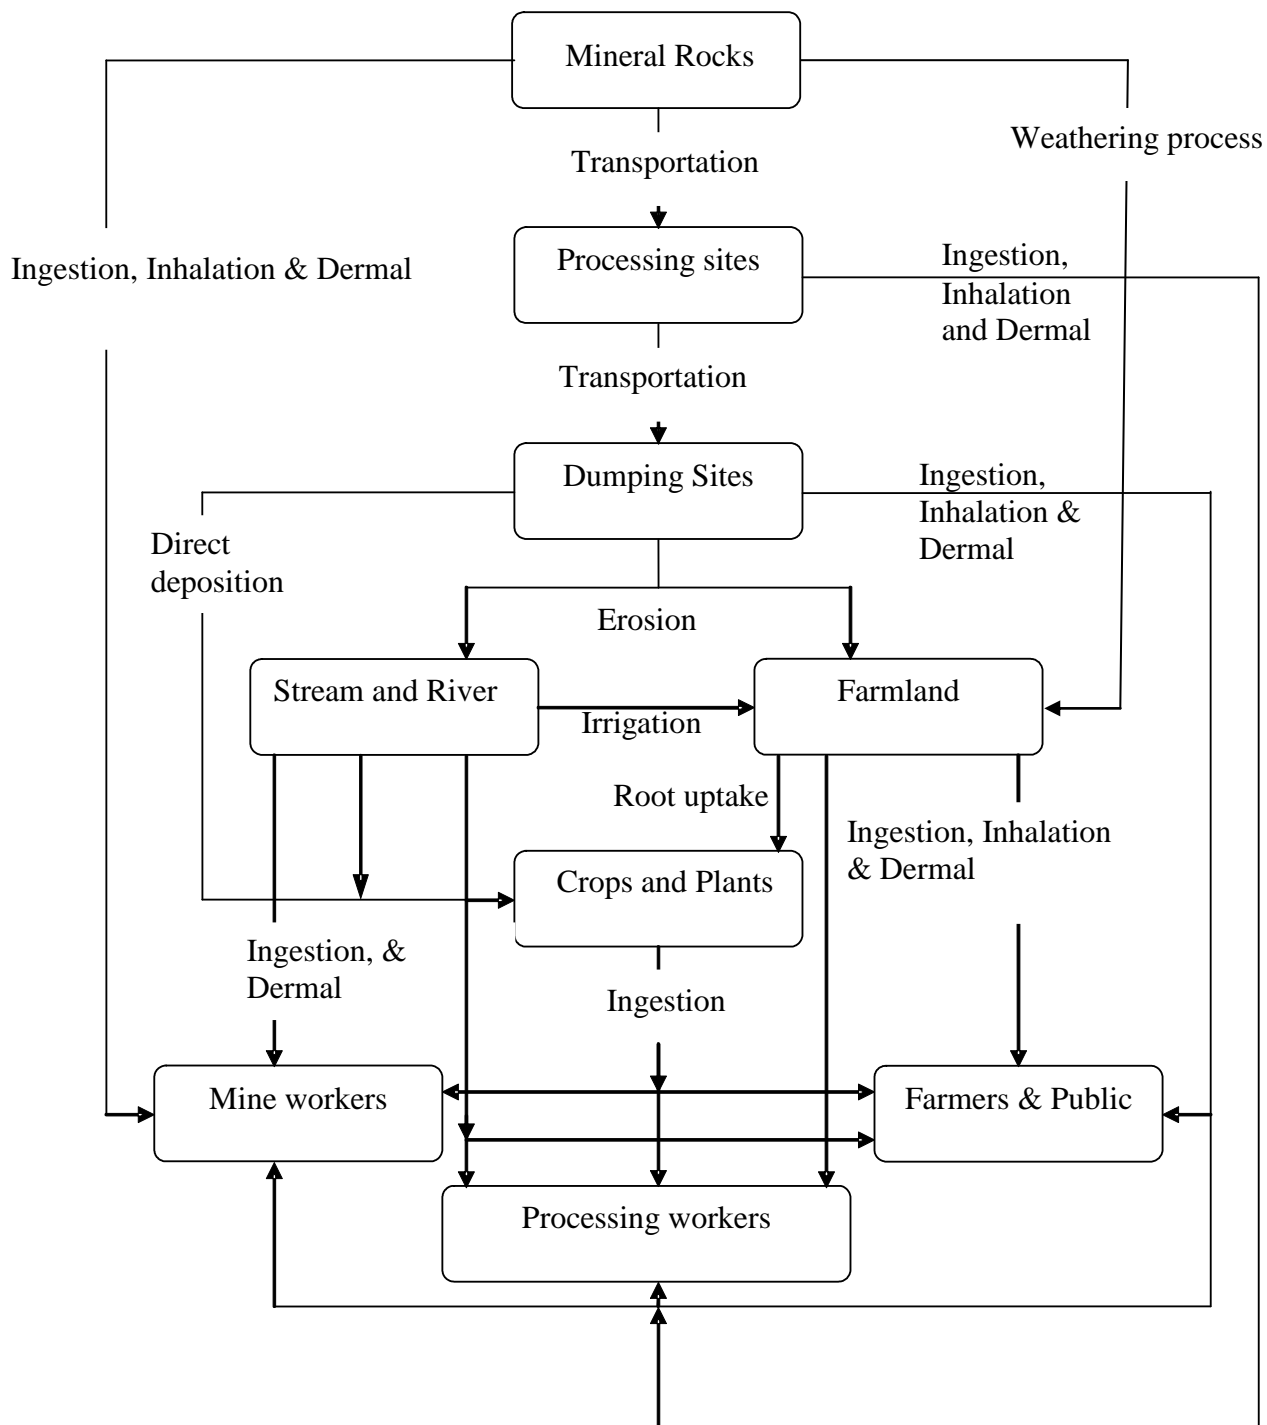 Mineral Rocks
Weathering process
Transportation
Ingestion, Inhalation & Dermal
Processing sites
Ingestion,
Inhalation
and Dermal
Transportation
Dumping Sites
Ingestion,
Inhalation &
Dermal
Direct
deposition
Erosion
Stream and River
Farmland
Irrigation
Root uptake
Ingestion, Inhalation
& Dermal
Crops and Plants
Ingestion, &
Dermal
Ingestion
Mine workers
Farmers & Public
Processing workers